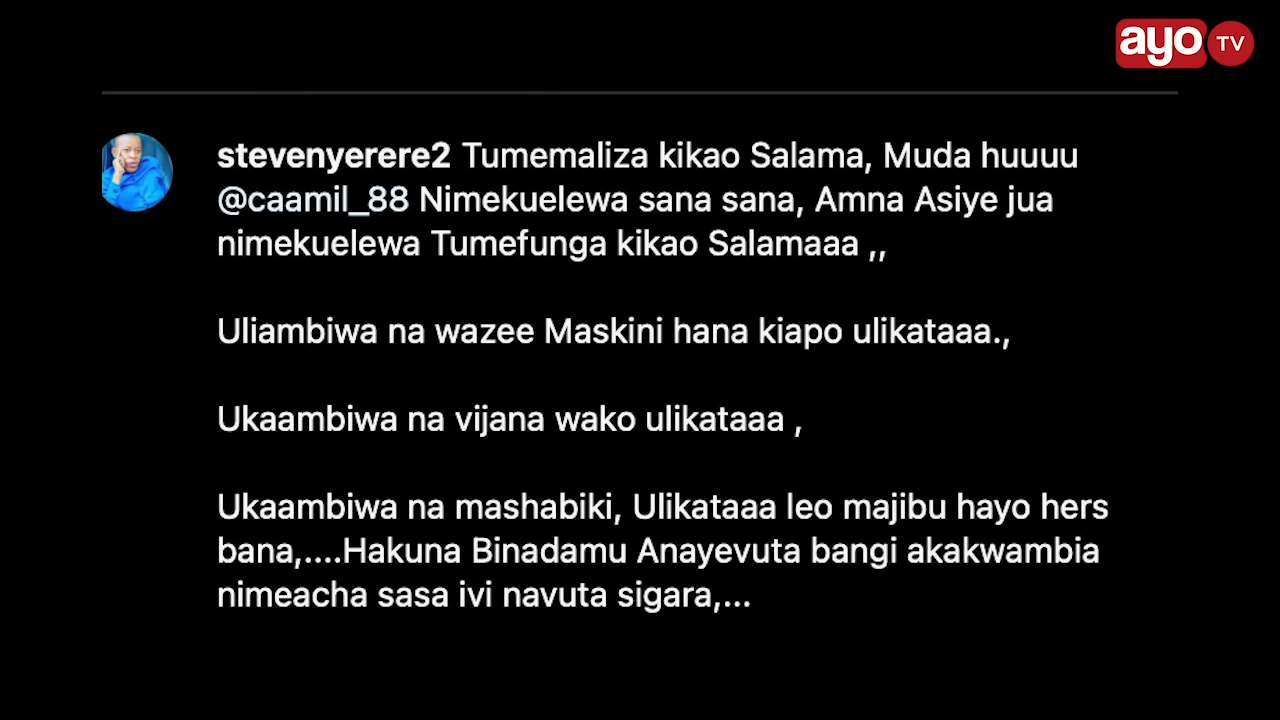 ayo TV
stevenyerere2 Tumemaliza kikao Salama, Muda huuuu
@caamil_88 Nimekuelewa sana sana, Amna Asiye jua
nimekuelewa Tumefunga kikao Salamaaa ,,
Uliambiwa na wazee Maskini hana kiapo ulikataaa.,
Ukaambiwa na vijana wako ulikataaa ,
Ukaambiwa na mashabiki, Ulikataaa leo majibu hayo hers
bana,....Hakuna Binadamu Anayevuta bangi akakwambia
nimeacha sasa ivi navuta sigara,...